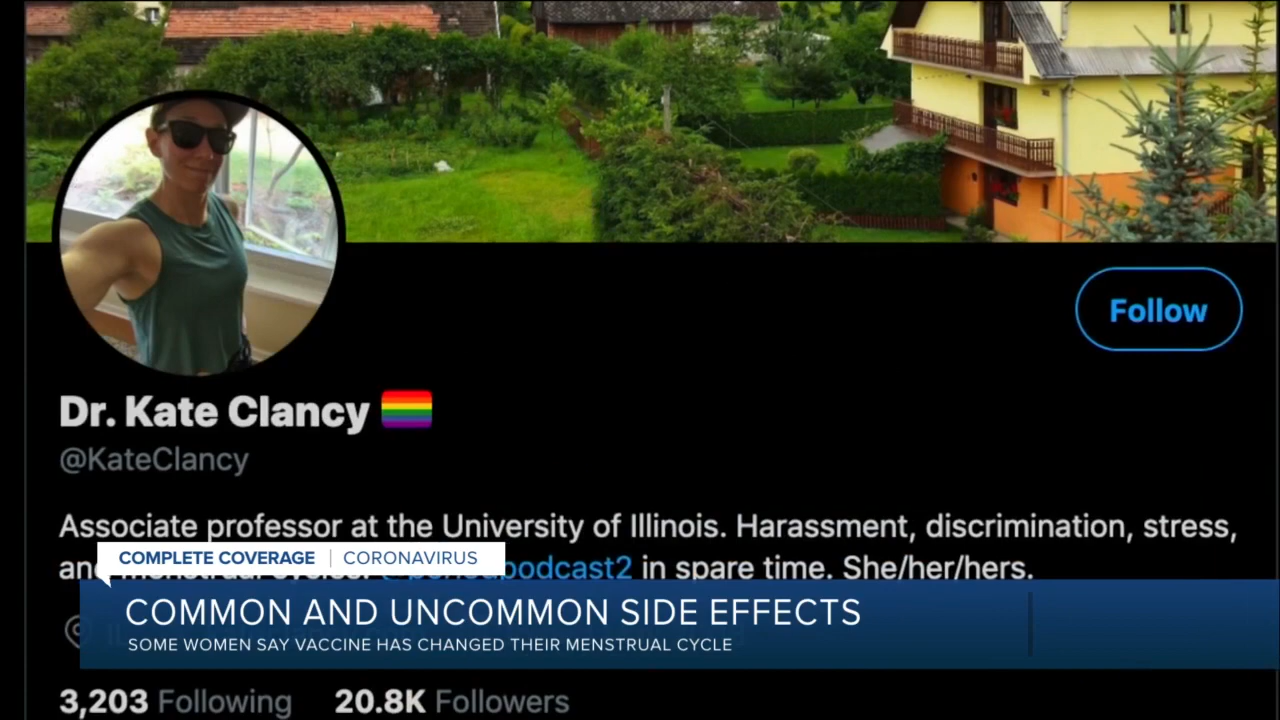 Follow
Dr. Kate Clancy
@KateClancy
Associate professor at the University of Illinois. Harassment, discrimination, stress,
in spare time. She/her/hers.
COMPLETE COVERAGE | CORONAVIRUS
COMMON AND UNCOMMON SIDE EFFECTS
SOME WOMEN SAY VACCINE HAS CHANGED THEIR MENSTRUAL CYCLE
3,203 Following 20.8K Followers